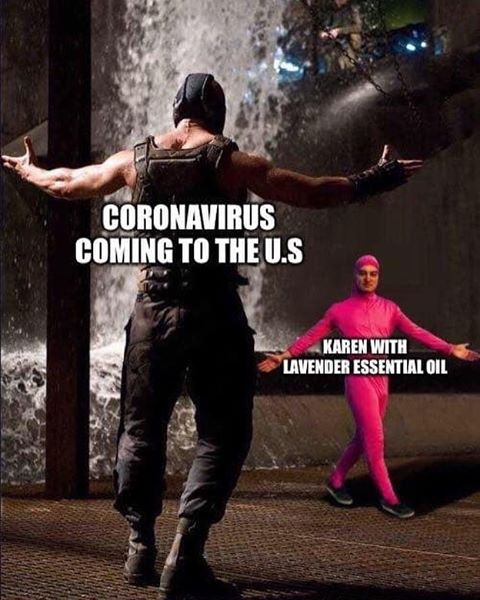 CORONAVIRUS
COMING TO THE U.S
KAREN WITH
LAVENDER ESSENTIAL OIL